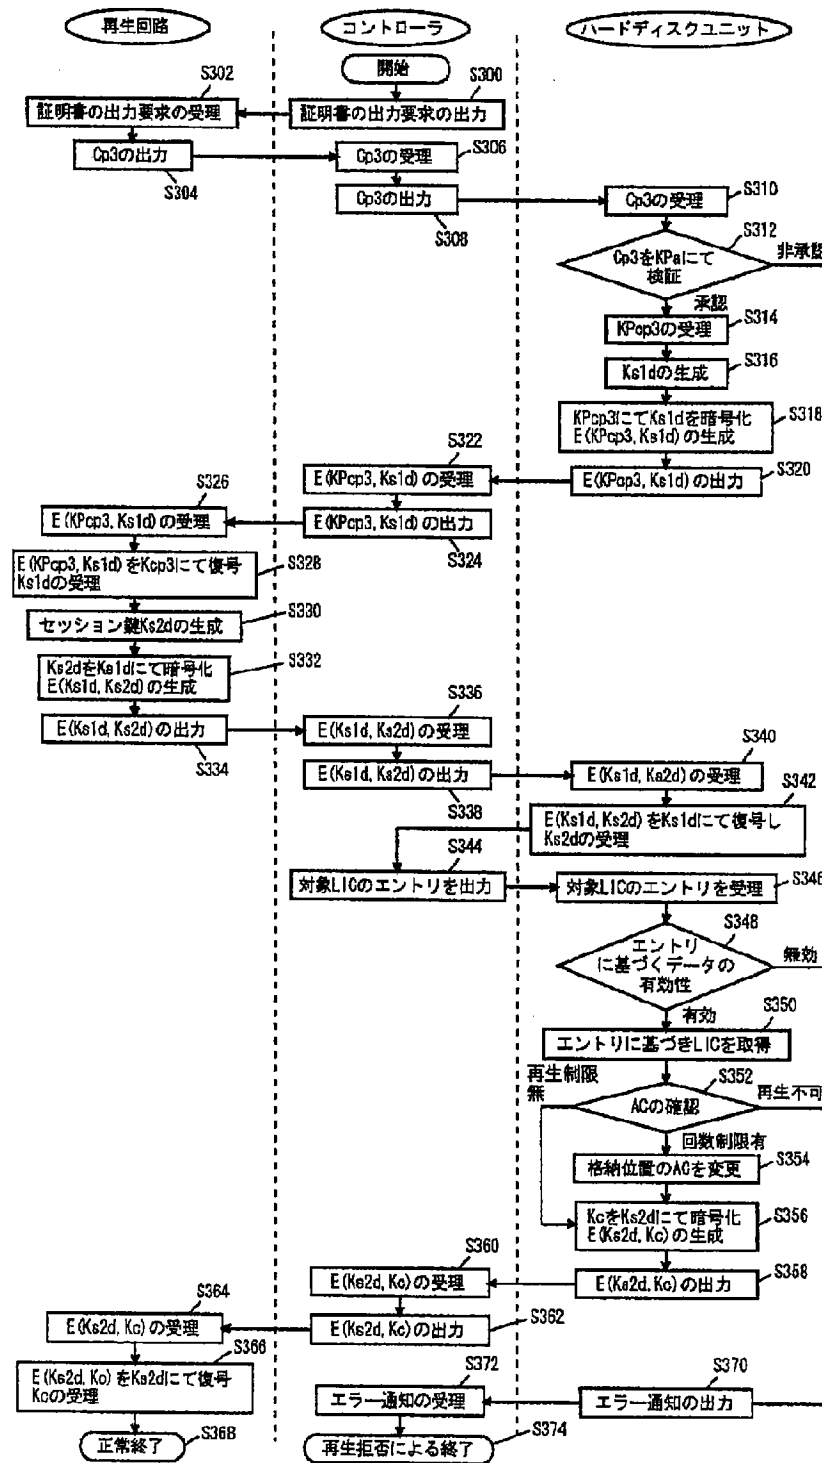 再生回路
コントローラ
ハードディスクユニット
開始
S300
証明書の出力要求の出力
S302
証明書の出力要求の受理
Cp3の出力
S304
S306
Cp3の受理
Cp3の出力
S308
S310
Cp3の受理
S312
Cp3をKPaにて
検証
非承認
承認
S314
KPcp3の受理
S316
Ks1dの生成
S318
KPcp3にてKs1dを暗号化
E(KPcp3, Ks1d)の生成
E(KPcp3, Ks1d)の出力
S320
S322
E(KPcp3, Ks1d)の受理
E(KPcp3, Ks1d)の出力
S324
S326
E(KPcp3, Ks1d)の受理
E(KPcp3, Ks1d)をKcp3にて復号
Ks1dの受理
S328
セッション鍵Ks2dの生成
S330
Ks2dをKs1dにて暗号化
E(Ks1d, Ks2d)の生成
S332
E(Ks1d, Ks2d)の出力
S334
S336
E(Ks1d, Ks2d)の受理
E(Ks1d, Ks2d)の出力
S338
S340
E(Ks1d, Ks2d)の受理
S342
E(Ks1d, Ks2d)をKs1dにて復号し
Ks2dの受理
S344
対象LICのエントリを出力
対象LICのエントリを受理
S346
S348
エントリ
に基づくデータの
有効性
無効
有効
S350
エントリに基づきLICを取得
再生制限
無
S352
ACの確認
再生不可
回数制限有
格納位置のACを変更
S354
KcをKs2dにて暗号化
E(Ks2d, Kc)の生成
S356
E(Ks2d, Kc)の出力
S358
S360
E(Ks2d, Kc)の受理
E(Ks2d, Kc)の出力
S362
S364
E(Ks2d, Kc)の受理
S366
E(Ks2d, Kc)をKs2dにて復号
Kcの受理
正常終了
S368
S370
エラー通知の出力
S372
エラー通知の受理
再生拒否による終了
S374